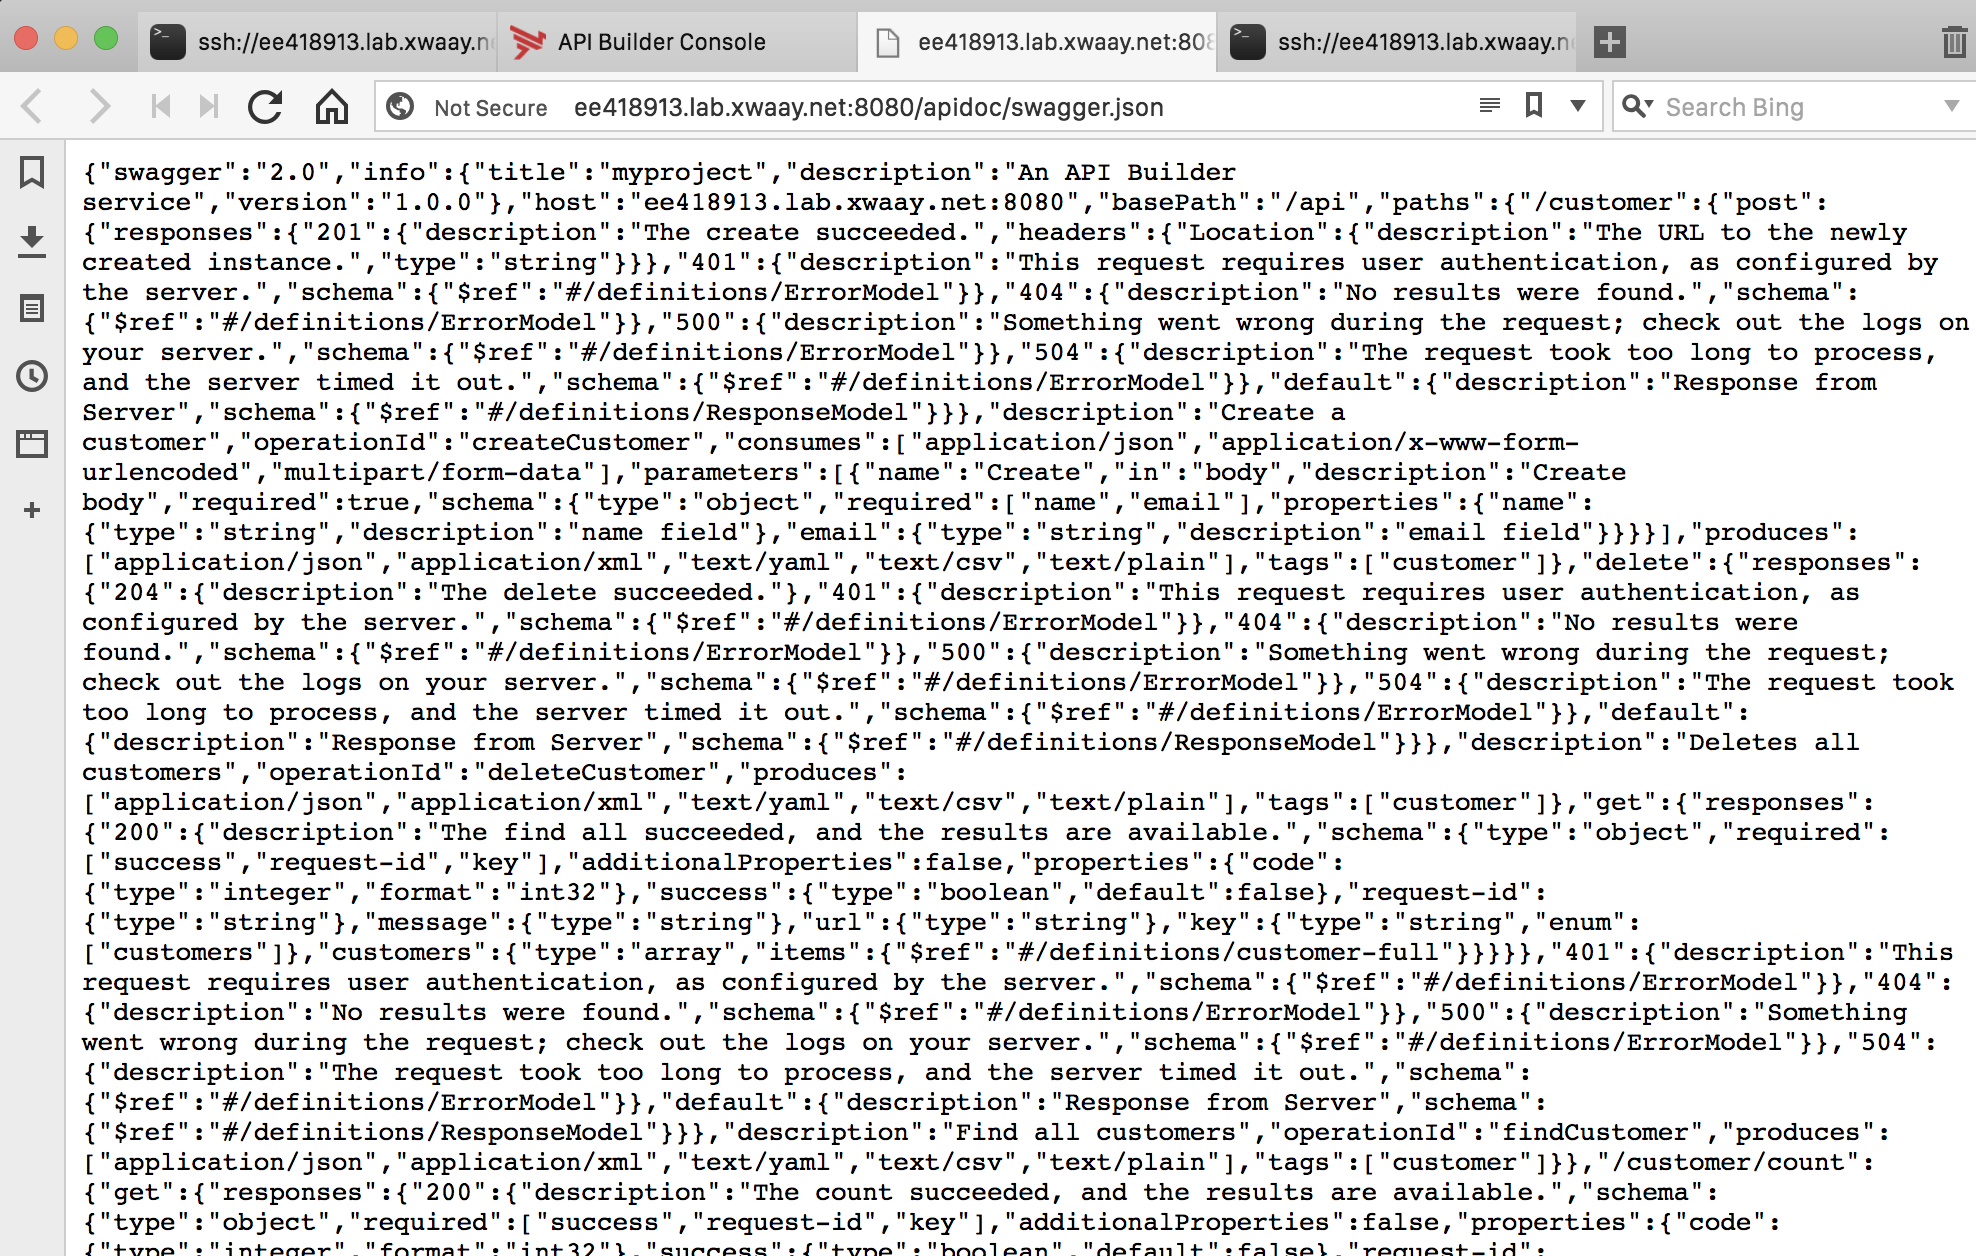 ssh://ee418913.lab.xwaay.ne
API Builder Console
ee418913.lab.xwaay.net:808
ssh://ee418913.lab.xwaay.ne
Not Secure ee418913.lab.xwaay.net:8080/apidoc/swagger.json
Search Bing
{"swagger":"2.0","info":{"title":"myproject","description":"An API Builder
service","version":"1.0.0"},"host":"ee418913.lab.xwaay.net:8080","basePath":"/api","paths":{"/customer":{"post":
{"responses":{"201":{"description":"The create succeeded.","headers":{"Location":{"description":"The URL to the newly
created instance.","type":"string"}}},"401":{"description":"This request requires user authentication, as configured by
the server.","schema":{"$ref":"#/definitions/ErrorModel"}},"404":{"description":"No results were found.","schema":
{"$ref":"#/definitions/ErrorModel"}},"500":{"description":"Something went wrong during the request; check out the logs on
your server.","schema":{"$ref":"#/definitions/ErrorModel"}},"504":{"description":"The request took too long to process,
and the server timed it out.","schema":{"$ref":"#/definitions/ErrorModel"}},"default":{"description":"Response from
Server","schema":{"$ref":"#/definitions/ResponseModel"}}},"description":"Create a
customer","operationId":"createCustomer","consumes":["application/json","application/x-www-form-
urlencoded","multipart/form-data"],"parameters":[{"name":"Create","in":"body","description":"Create
body","required":true,"schema":{"type":"object","required":["name","email"],"properties":{"name":
{"type":"string","description":"name field"},"email":{"type":"string","description":"email field"}}}}],"produces":
["application/json","application/xml","text/yaml","text/csv","text/plain"],"tags":["customer"]},"delete":{"responses":
{"204":{"description":"The delete succeeded."},"401":{"description":"This request requires user authentication, as
configured by the server.","schema":{"$ref":"#/definitions/ErrorModel"}},"404":{"description":"No results were
found.","schema":{"$ref":"#/definitions/ErrorModel"}},"500":{"description":"Something went wrong during the request;
check out the logs on your server.","schema":{"$ref":"#/definitions/ErrorModel"}},"504":{"description":"The request took
too long to process, and the server timed it out.","schema":{"$ref":"#/definitions/ErrorModel"}},"default":
{"description":"Response from Server","schema":{"$ref":"#/definitions/ResponseModel"}}},"description":"Deletes all
customers","operationId":"deleteCustomer","produces":
["application/json","application/xml","text/yaml","text/csv","text/plain"],"tags":["customer"]},"get":{"responses":
{"200":{"description":"The find all succeeded, and the results are available.","schema":{"type":"object","required":
["success","request-id","key"],"additionalProperties":false,"properties":{"code":
{"type":"integer","format":"int32"},"success":{"type":"boolean","default":false},"request-id":
{"type":"string"},"message":{"type":"string"},"url":{"type":"string"},"key":{"type":"string","enum":
["customers"]},"customers":{"type":"array","items":{"$ref":"#/definitions/customer-full"}}}}},"401":{"description":"This
request requires user authentication, as configured by the server.","schema":{"$ref":"#/definitions/ErrorModel"}},"404":
{"description":"No results were found.","schema":{"$ref":"#/definitions/ErrorModel"}},"500":{"description":"Something
went wrong during the request; check out the logs on your server.","schema":{"$ref":"#/definitions/ErrorModel"}},"504":
{"description":"The request took too long to process, and the server timed it out.","schema":
{"$ref":"#/definitions/ErrorModel"}},"default":{"description":"Response from Server","schema":
{"$ref":"#/definitions/ResponseModel"}}},"description":"Find all customers","operationId":"findCustomer","produces":
["application/json","application/xml","text/yaml","text/csv","text/plain"],"tags":["customer"]}},"/customer/count":
{"get":{"responses":{"200":{"description":"The count succeeded, and the results are available.","schema":
{"type":"object","required":["success","request-id","key"],"additionalProperties":false,"properties":{"code":
{"type":"integer","format":"int32"},"success":{"type":"boolean","default":false},"request-id":